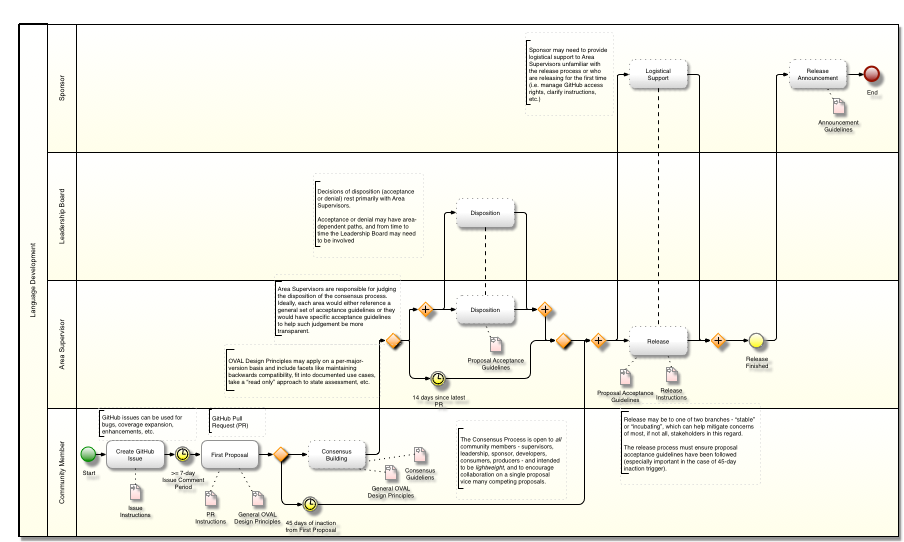 Language Development
Sponsor
Sponsor may need to provide
logistical support to Area
Supervisors unfamiliar with
the release process or who
are releasing for the first time
(i.e. manage GitHub access
rights, clarify instructions,
etc.)
Logistical
Support
Release
Announcement
End
Announcement
Guidelines
Leadership Board
Decisions of disposition (acceptance
or denial) rest primarily with Area
Supervisors.
Acceptance or denial may have area-
dependent paths, and from time to
time the Leadership Board may need
to be involved
Disposition
Area Supervisor
Area Supervisors are responsible for judging
the disposition of the consensus process.
Ideally, each area would either reference a
general set of acceptance guidelines or they
would have specific acceptance guidelines
to help such judgement be more
transparent.
OVAL Design Principles may apply on a per-major-
version basis and include facets like maintaining
backwards compatibility, fit into documented use cases,
take a "read only" approach to state assessment, etc.
Disposition
Proposal Acceptance
Guidelines
14 days since latest
PR
Release
Proposal Acceptance
Guidelines
Release
Instructions
Release
Finished
Community Member
GitHub issues can be used for
bugs, coverage expansion,
enhancements, etc.
GitHub Pull
Request (PR)
Start
Create GitHub
Issue
>= 7-day
Issue Comment
Period
First Proposal
Consensus
Building
Issue
Instructions
PR
Instructions
General OVAL
Design Principles
45 days of inaction
from First Proposal
General OVAL
Design Principles
Consensus
Guideliens
The Consensus Process is open to all
community members - supervisors,
leadership, sponsor, developers,
consumers, producers - and intended
to be lightweight, and to encourage
collaboration on a single proposal
vice many competing proposals.
Release may be to one of two branches - "stable"
or "incubating", which can help mitigate concerns
of most, if not all, stakeholders in this regard.
The release process must ensure proposal
acceptance guidelines have been followed
(especially important in the case of 45-day
inaction trigger).